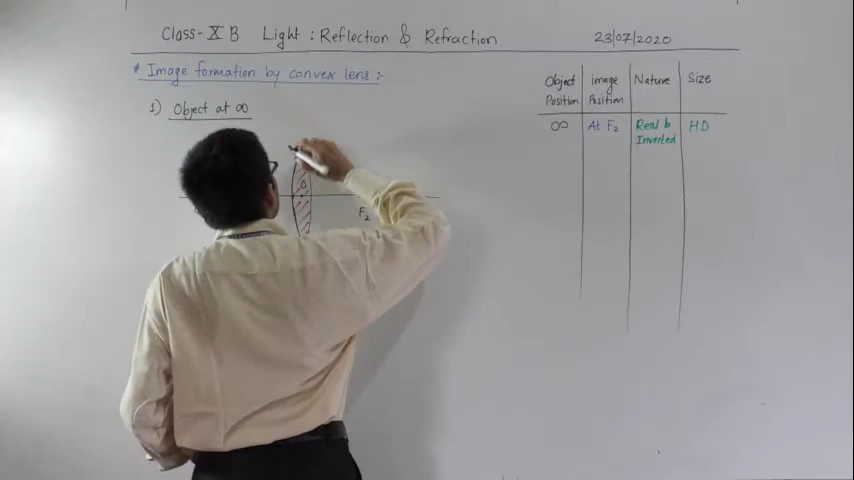 Class- X B Light : Reflection & Refraction 23/07/2020
* Image formation by convex lens :-
1) Object at ∞
O
F2
Object Position image Position Nature Size
∞ At F2 Real & Inverted HD